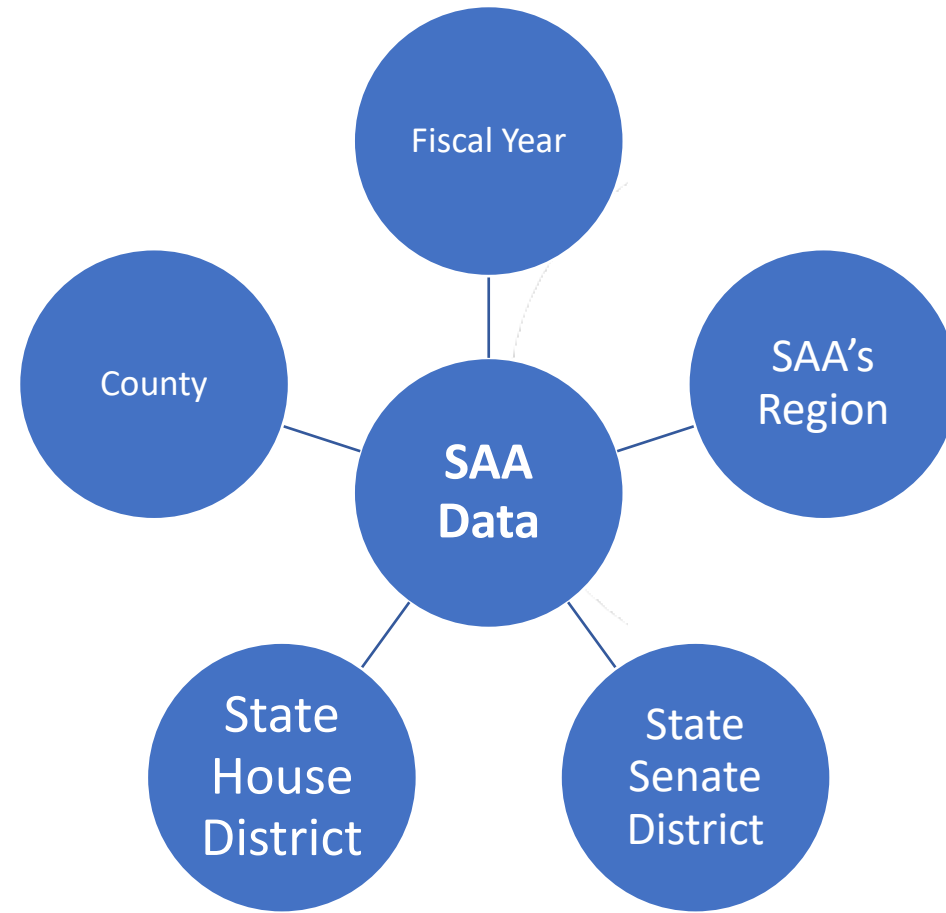 Fiscal Year
SAA's
Region
County
SAA
Data
State
House
District
State
Senate
District